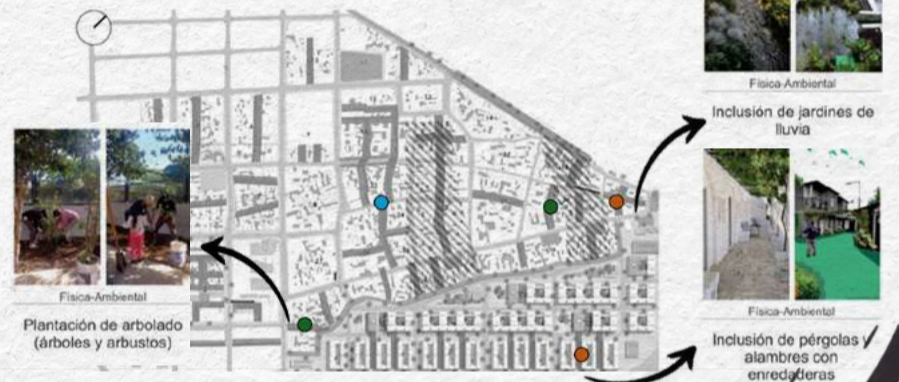 Física-Ambiental
Inclusión de jardines de
lluvia
Física-Ambiental
Plantación de arbolado
(árboles y arbustos)
Física-Ambiental
Inclusión de pérgolas y
alambres con
enredaderas